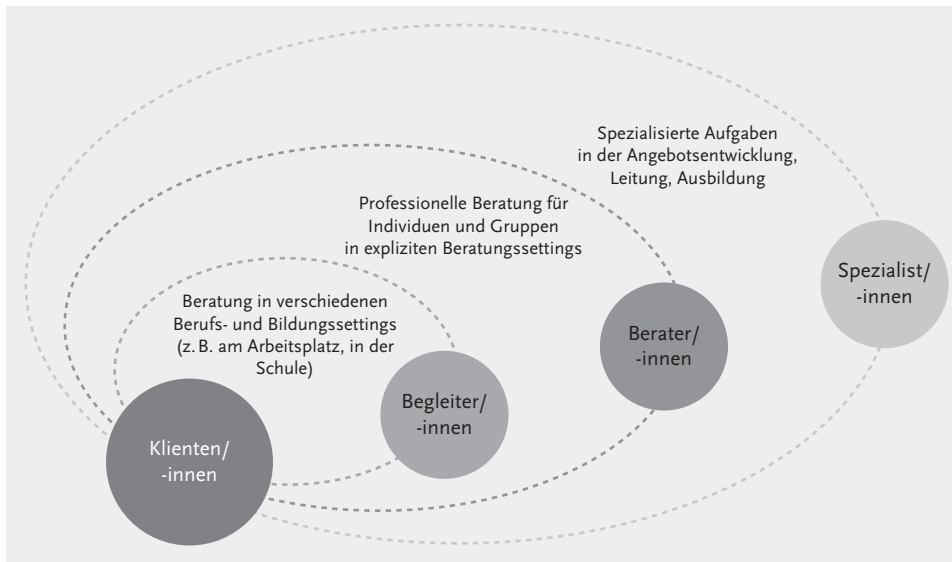 Spezialisierte Aufgaben
in der Angebotsentwicklung,
Leitung, Ausbildung
Professionelle Beratung für
Individuen und Gruppen
in expliziten Beratungssettings
Beratung in verschiedenen
Berufs- und Bildungssettings
(z. B. am Arbeitsplatz, in der
Schule)
Spezialist/
-innen
Berater/
-innen
Begleiter/
-innen
Klienten/
-innen